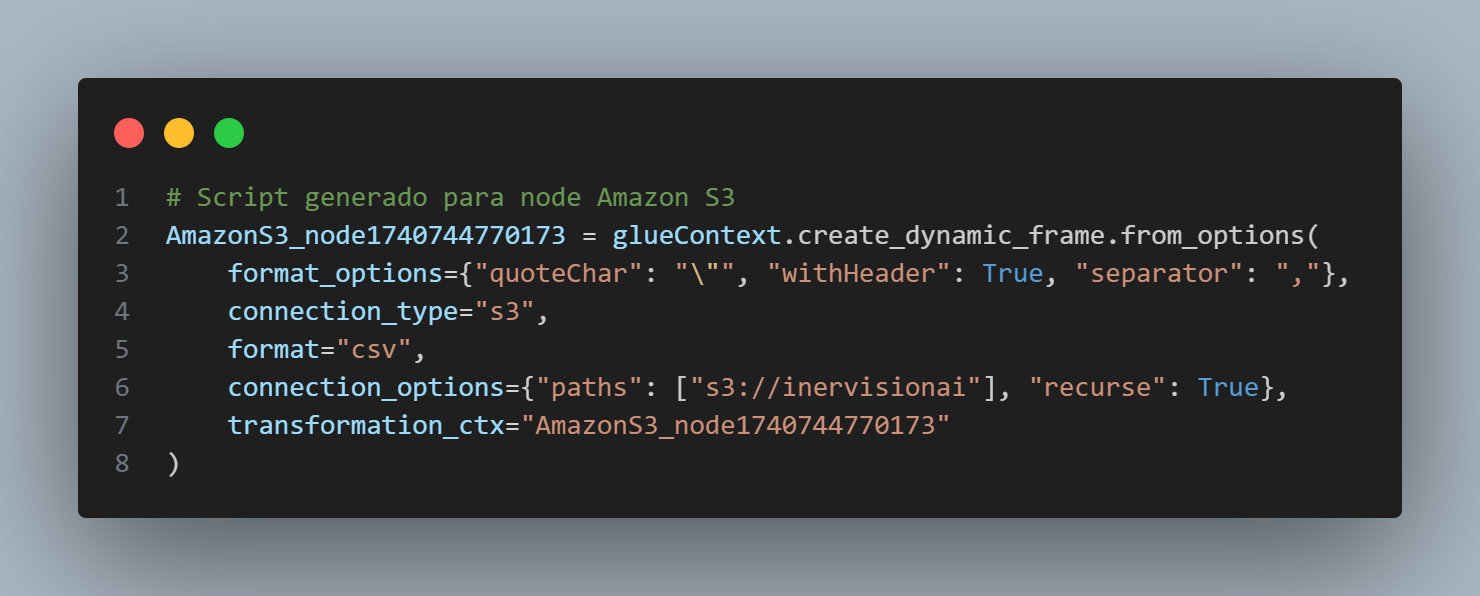 1 # Script generado para node Amazon S3
2 AmazonS3_node1740744770173 = glueContext.create_dynamic_frame.from_options(
3     format_options={"quoteChar": "\"", "withHeader": True, "separator": ","},
4     connection_type="s3",
5     format="csv",
6     connection_options={"paths": ["s3://inervisionai"], "recurse": True},
7     transformation_ctx="AmazonS3_node1740744770173"
8 )